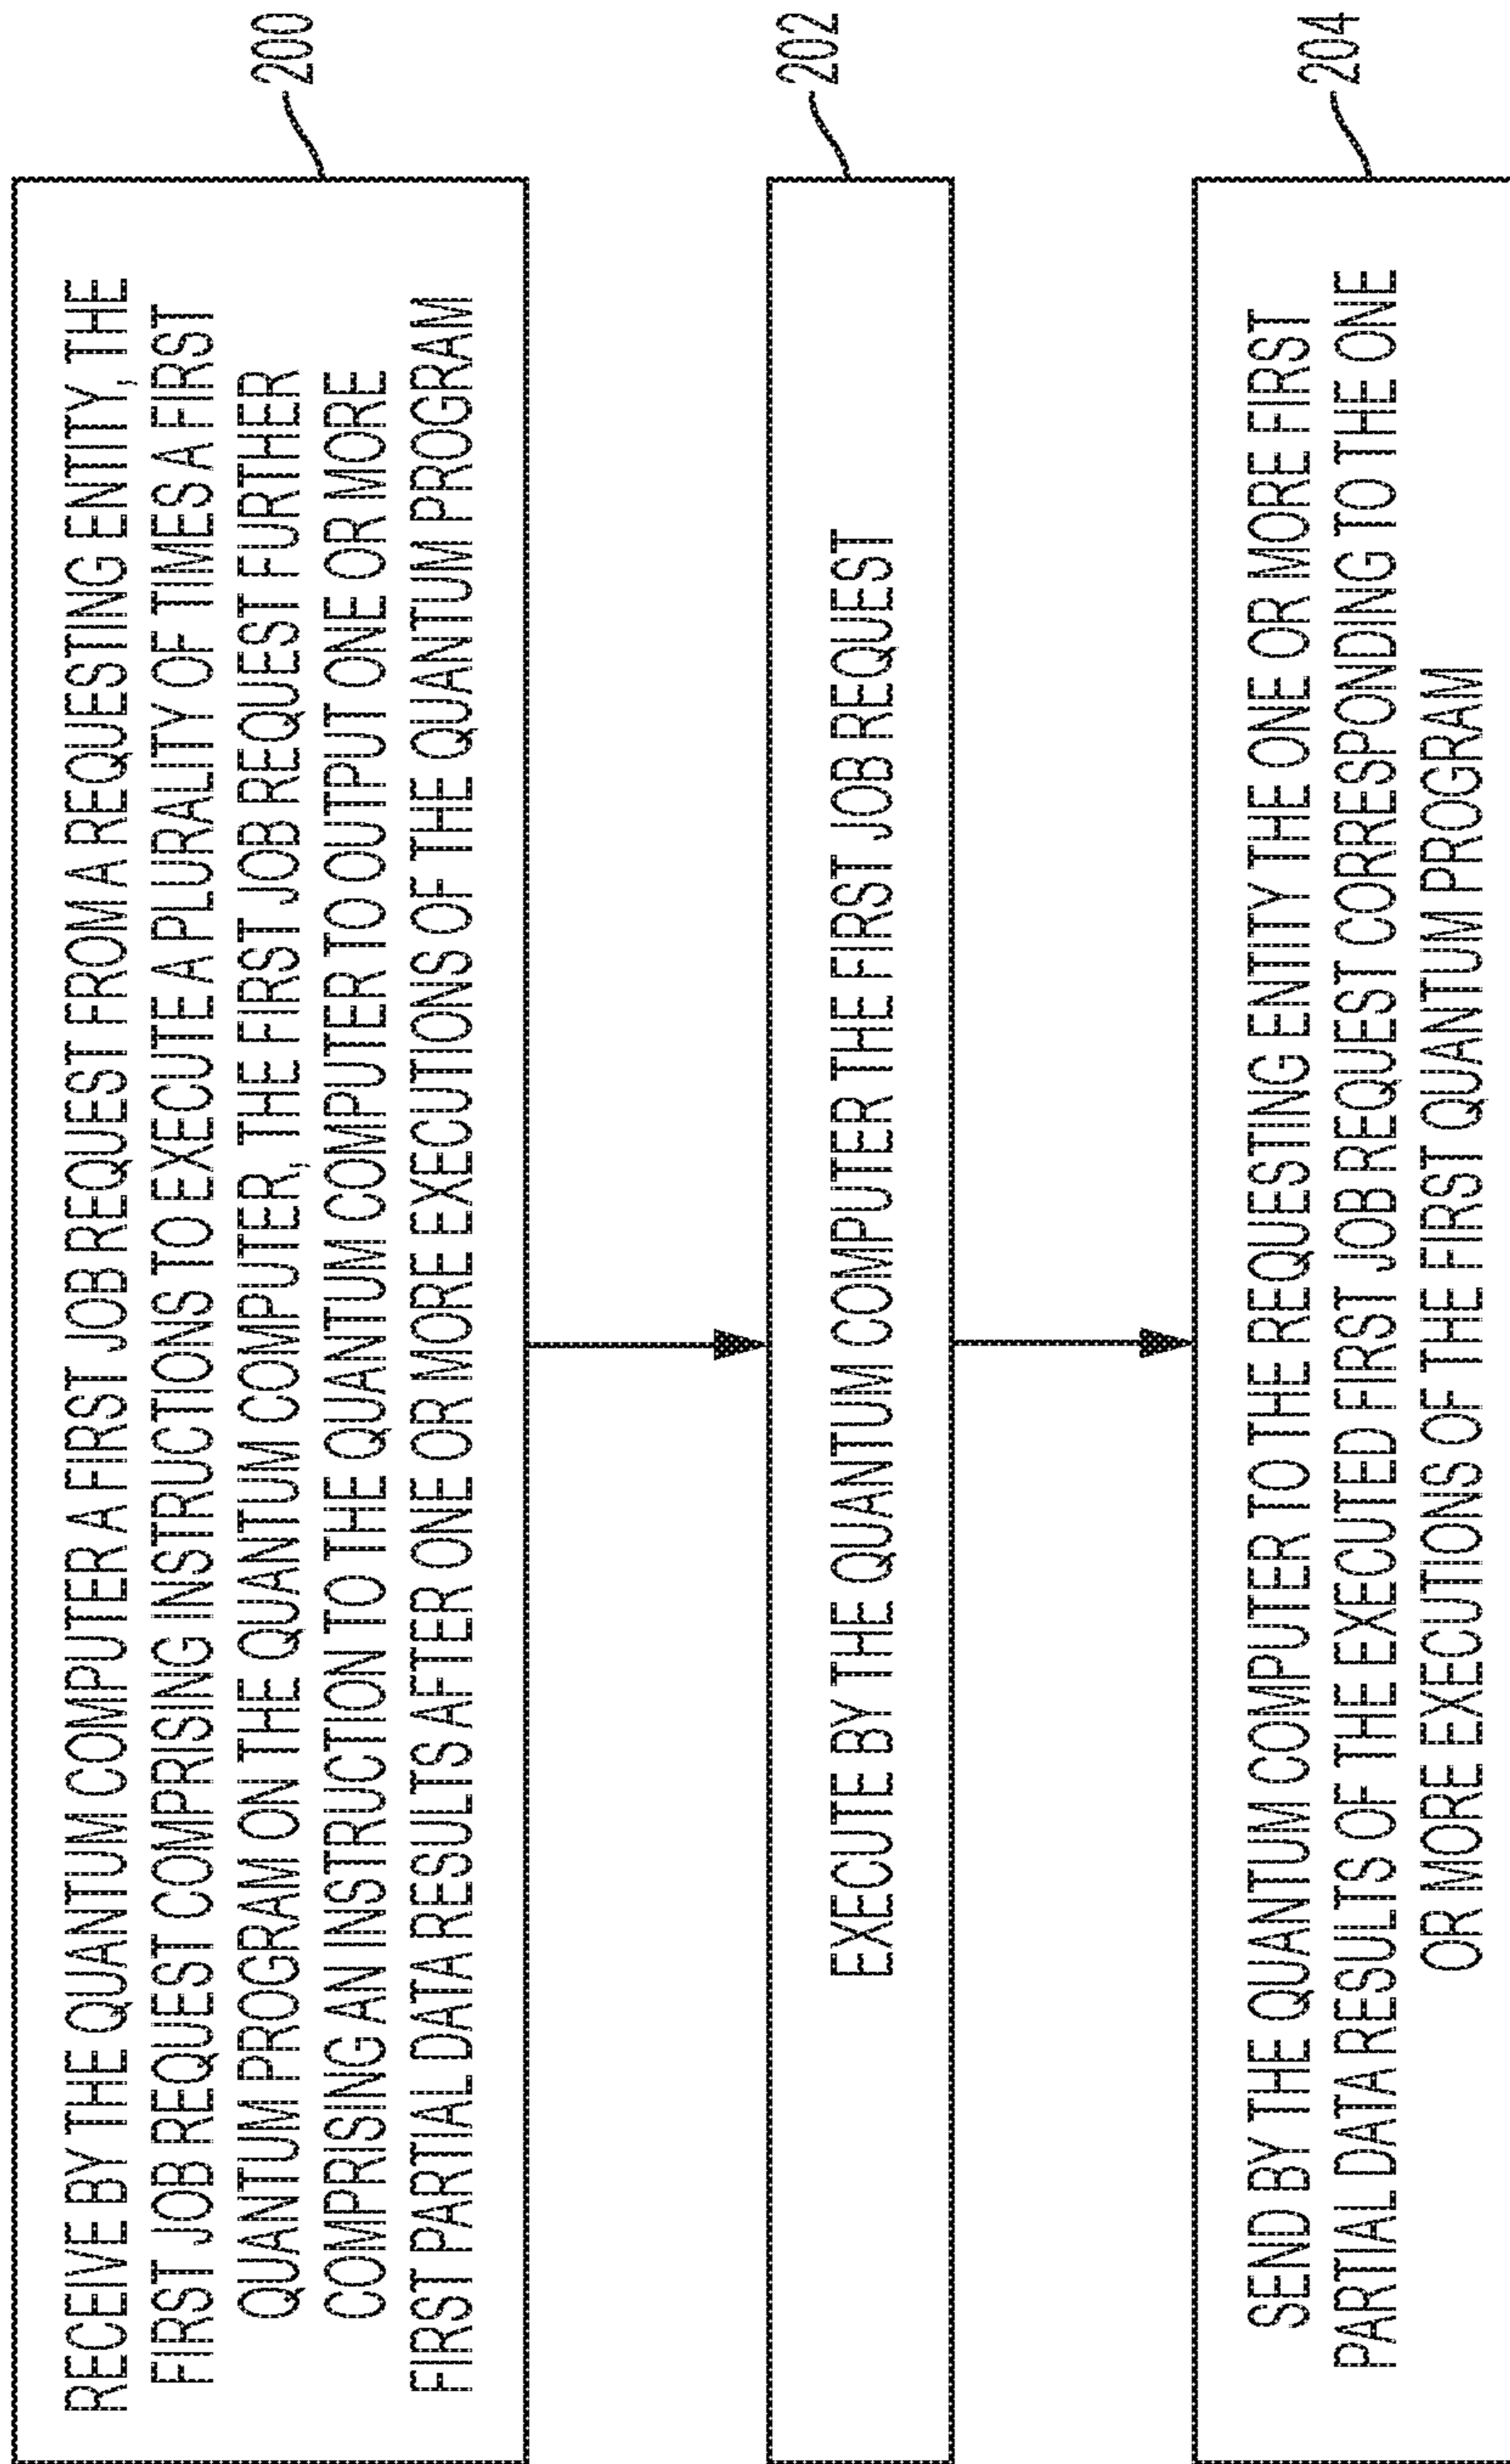 RECEIVE BY THE QUANTUM COMPUTER A FIRST JOB REQUEST FROM A REQUESTING ENTITY, THE
FIRST JOB REQUEST COMPRISING INSTRUCTIONS TO EXECUTE A PLURALITY OF TIMES A FIRST
QUANTUM PROGRAM ON THE QUANTUM COMPUTER, THE FIRST JOB REQUEST FURTHER
COMPRISING AN INSTRUCTION TO THE QUANTUM COMPUTER TO OUTPUT ONE OR MORE
FIRST PARTIAL DATA RESULTS AFTER ONE OR MORE EXECUTIONS OF THE QUANTUM PROGRAM
200
EXECUTE BY THE QUANTUM COMPUTER THE FIRST JOB REQUEST
202
SEND BY THE QUANTUM COMPUTER TO THE REQUESTING ENTITY THE ONE OR MORE FIRST
PARTIAL DATA RESULTS OF THE EXECUTED FIRST JOB REQUEST CORRESPONDING TO THE ONE
OR MORE EXECUTIONS OF THE FIRST QUANTUM PROGRAM
204